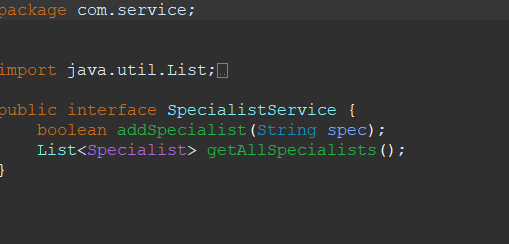 package com.service;
import java.util.List;
public interface SpecialistService {
boolean addSpecialist(String spec);
List<Specialist> getAllSpecialists();
}